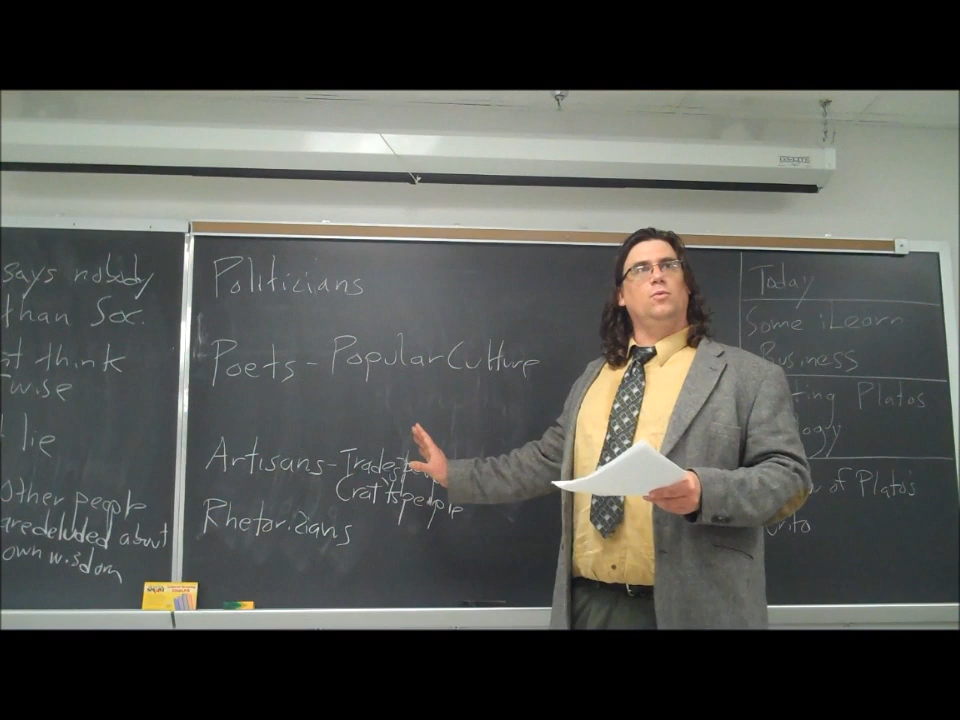 says nobody
than Soc.
think
wise
lie
other people
are deluded about
own wisdom
Politicians
Poets - Popular Culture
Artisans - Trades
Craftspeople
Rhetoricians
Today
Some iLearn
Business
Platos
of Platos